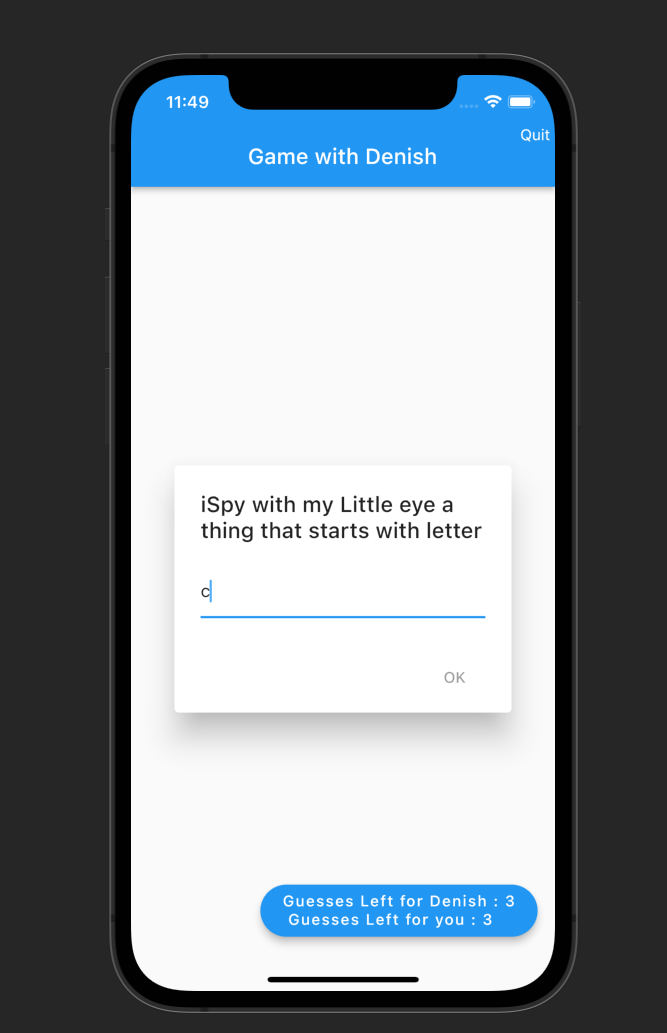 11:49
Quit
Game with Denish
iSpy with my Little eye a
thing that starts with letter
c
OK
Guesses Left for Denish : 3
Guesses Left for you : 3